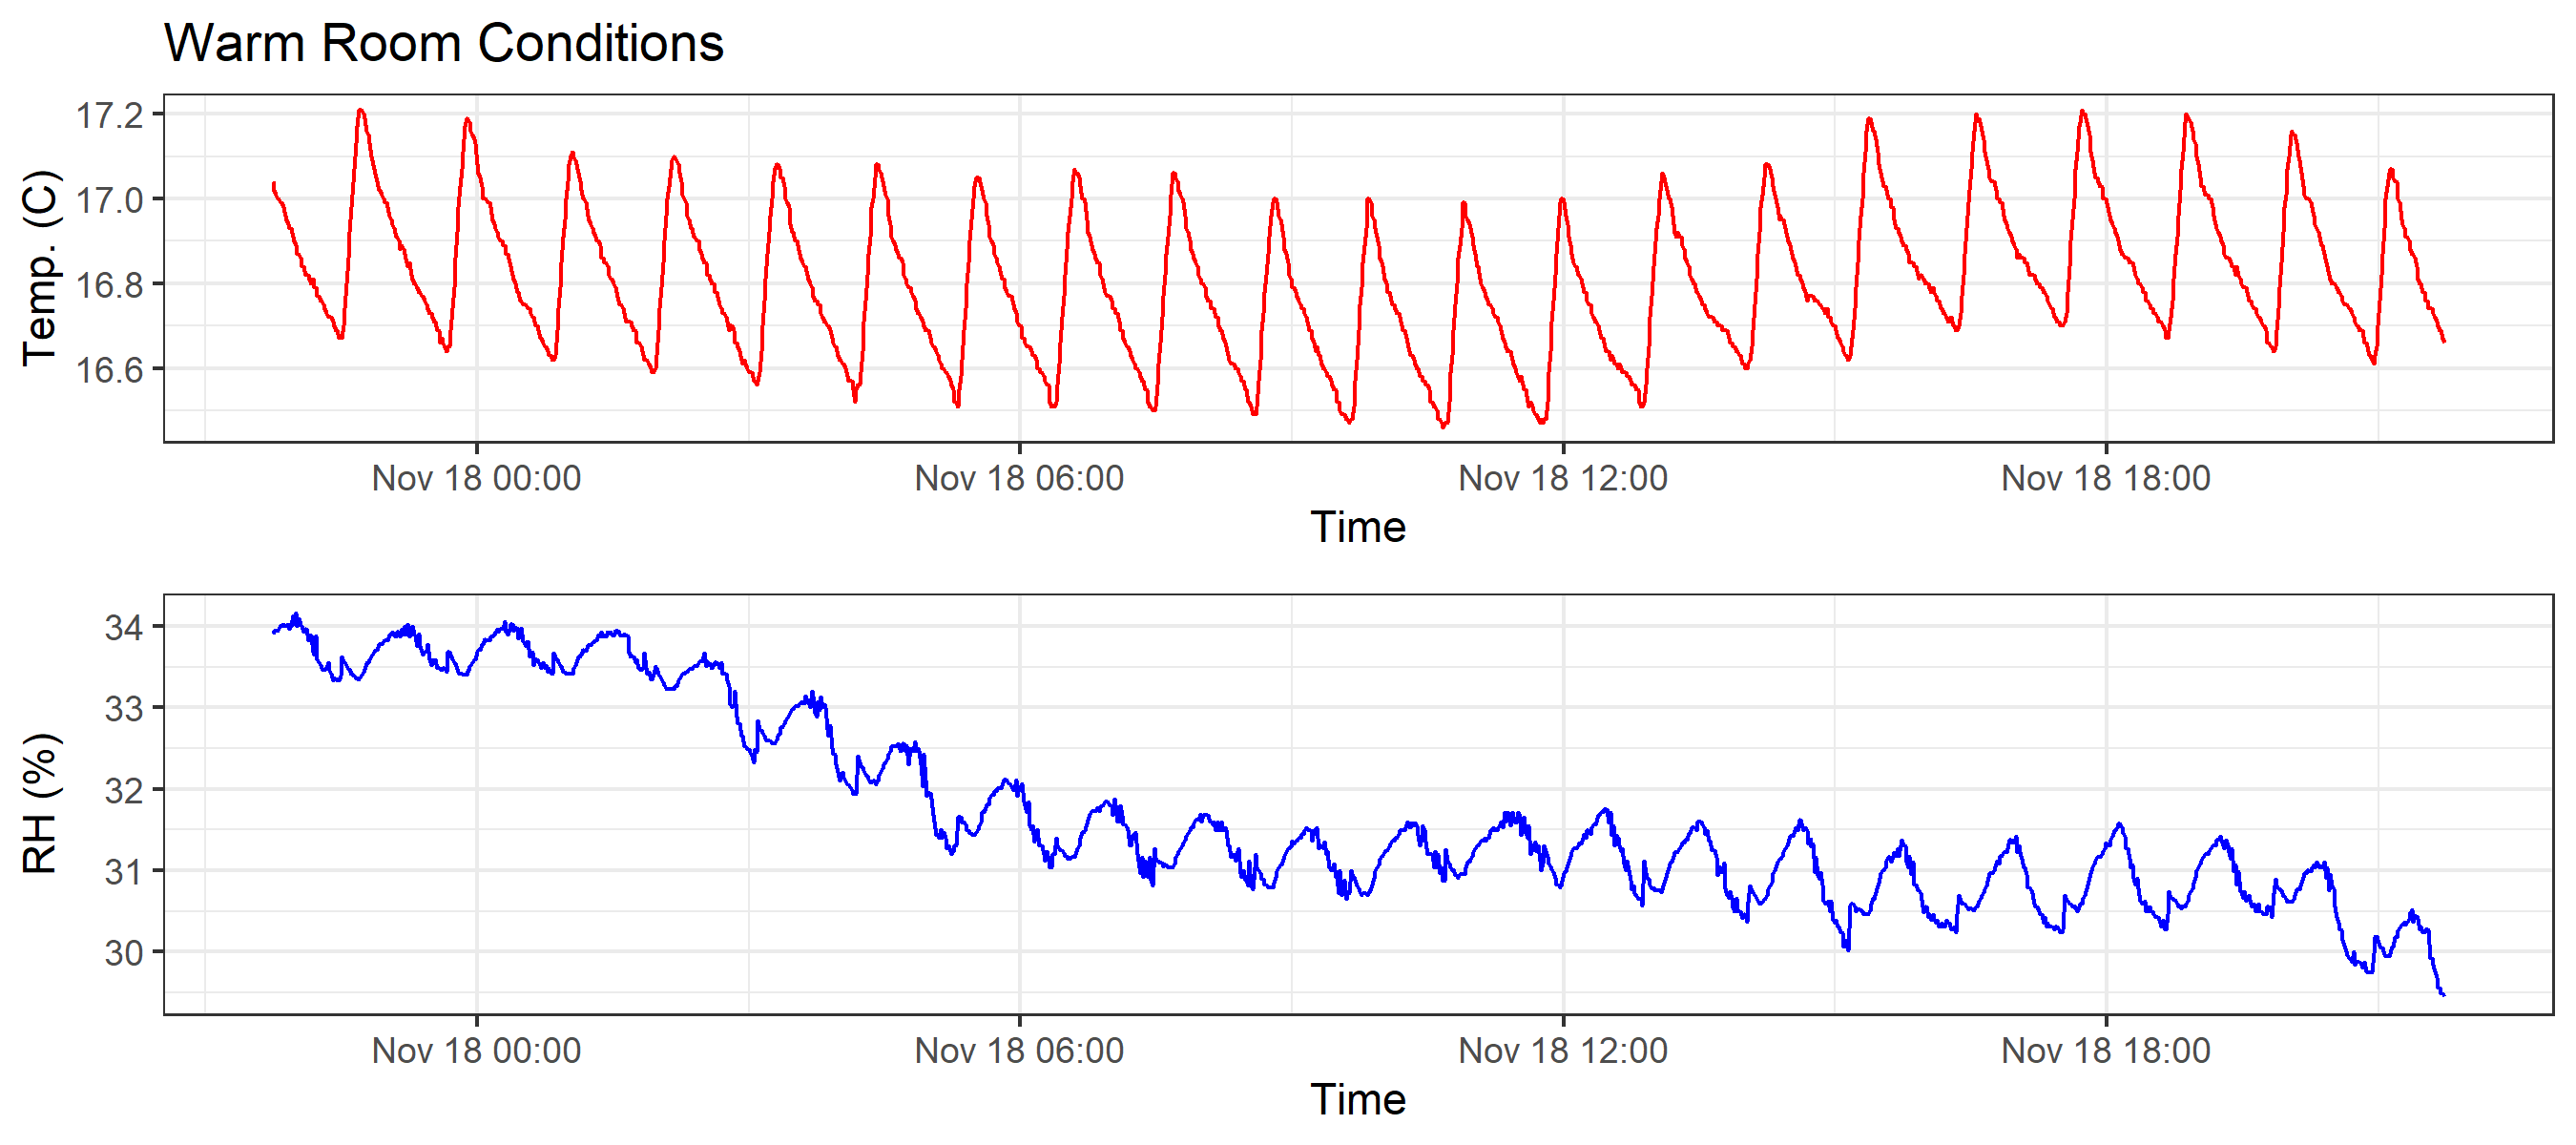 Warm Room Conditions
Temp. (C)
17.2
17.0
16.8
16.6
Nov 18 00:00 Nov 18 06:00 Nov 18 12:00 Nov 18 18:00
Time
RH (%)
34
33
32
31
30
Nov 18 00:00 Nov 18 06:00 Nov 18 12:00 Nov 18 18:00
Time